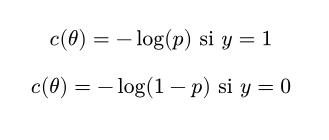 c(θ) = − log(p) si y = 1
c(θ) = − log(1 − p) si y = 0